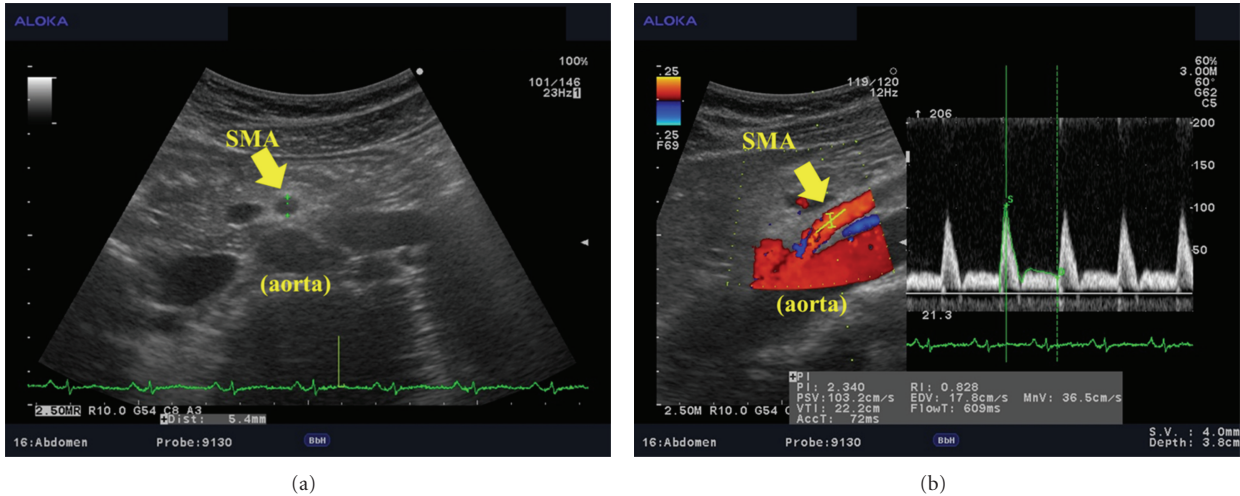 ALOKA
100%
101/146
23Hz1
SMA
(aorta)
2.50MR R10.0 G54 C8 A3
+Dist: 5.4mm
16:Abdomen Probe:9130 BbH
(a)
ALOKA
60%
3.00M
60°
G62
C5
.25
.25
F69
119/120
12Hz
SMA
(aorta)
↑ 206
200
150
100
50
S
21.3
+PI
PI: 2.340 RI: 0.828
PSV:103.2cm/s EDV: 17.8cm/s MnV: 36.5cm/s
VTI: 22.2cm FlowT: 609ms
AccT: 72ms
2.50M R10.0 G54
16:Abdomen Probe:9130 BbH
S.V. : 4.0mm
Depth: 3.8cm
(b)